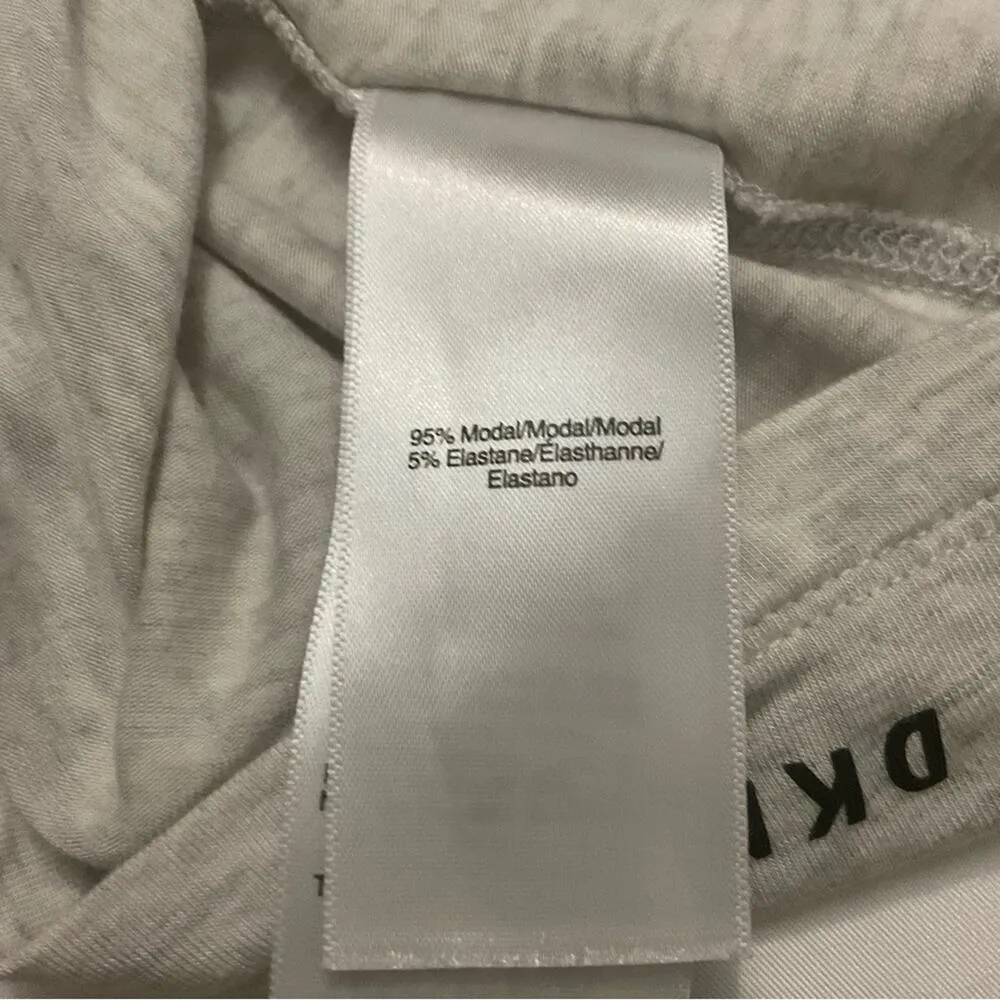 95% Modal/Modal/Modal
5% Elastane/Élasthanne/
Elastano
DK
T